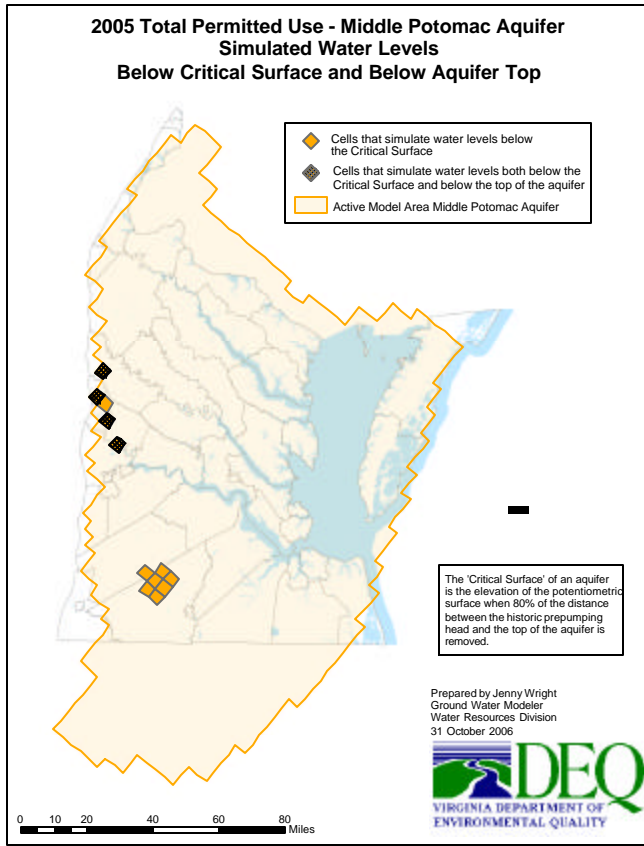 2005 Total Permitted Use - Middle Potomac Aquifer
Simulated Water Levels
Below Critical Surface and Below Aquifer Top
Cells that simulate water levels below
the Critical Surface
Cells that simulate water levels both below the
Critical Surface and below the top of the aquifer
Active Model Area Middle Potomac Aquifer
The 'Critical Surface' of an aquifer
is the elevation of the potentiometric
surface when 80% of the distance
between the historic prepumping
head and the top of the aquifer is
removed.
Prepared by Jenny Wright
Ground Water Modeler
Water Resources Division
31 October 2006
DEQ
VIRGINIA DEPARTMENT OF
ENVIRONMENTAL QUALITY
0 20 40 60 80
Miles